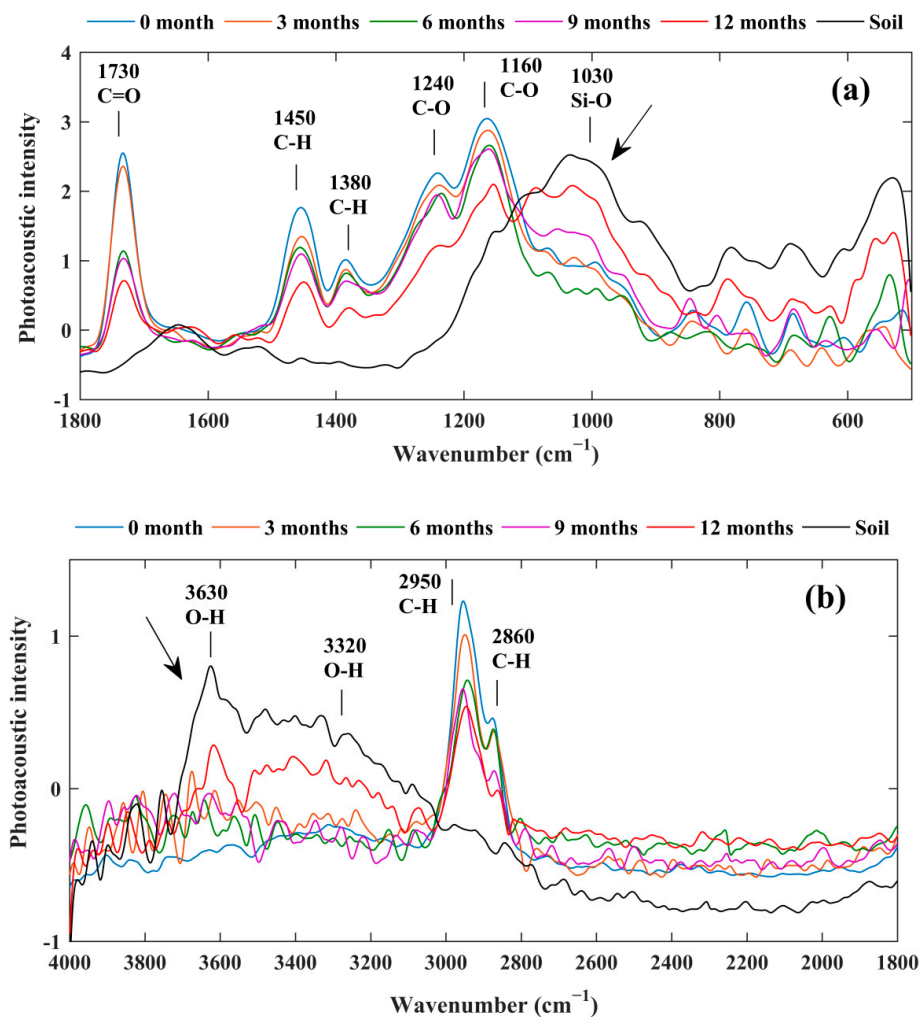 0 month 3 months 6 months 9 months 12 months Soil
(a)
1730
C=O
1450
C-H
1380
C-H
1240
C-O
1160
C-O
1030
Si-O
Photoacoustic intensity
4
3
2
1
0
-1
1800 1600 1400 1200 1000 800 600
Wavenumber (cm⁻¹)
0 month 3 months 6 months 9 months 12 months Soil
(b)
3630
O-H
3320
O-H
2950
C-H
2860
C-H
Photoacoustic intensity
1
0
-1
4000 3800 3600 3400 3200 3000 2800 2600 2400 2200 2000 1800
Wavenumber (cm⁻¹)